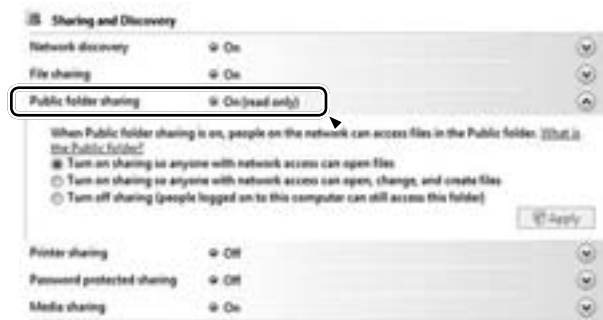 Sharing and Discovery
Network discovery On
File sharing On
Public folder sharing On (read only)
When Public folder sharing is on, people on the network can access files in the Public folder. What is
the Public folder?
Turn on sharing so anyone with network access can open files
Turn on sharing so anyone with network access can open, change, and create files
Turn off sharing (people logged on to this computer can still access this folder)
Apply
Printer sharing Off
Password protected sharing Off
Media sharing On